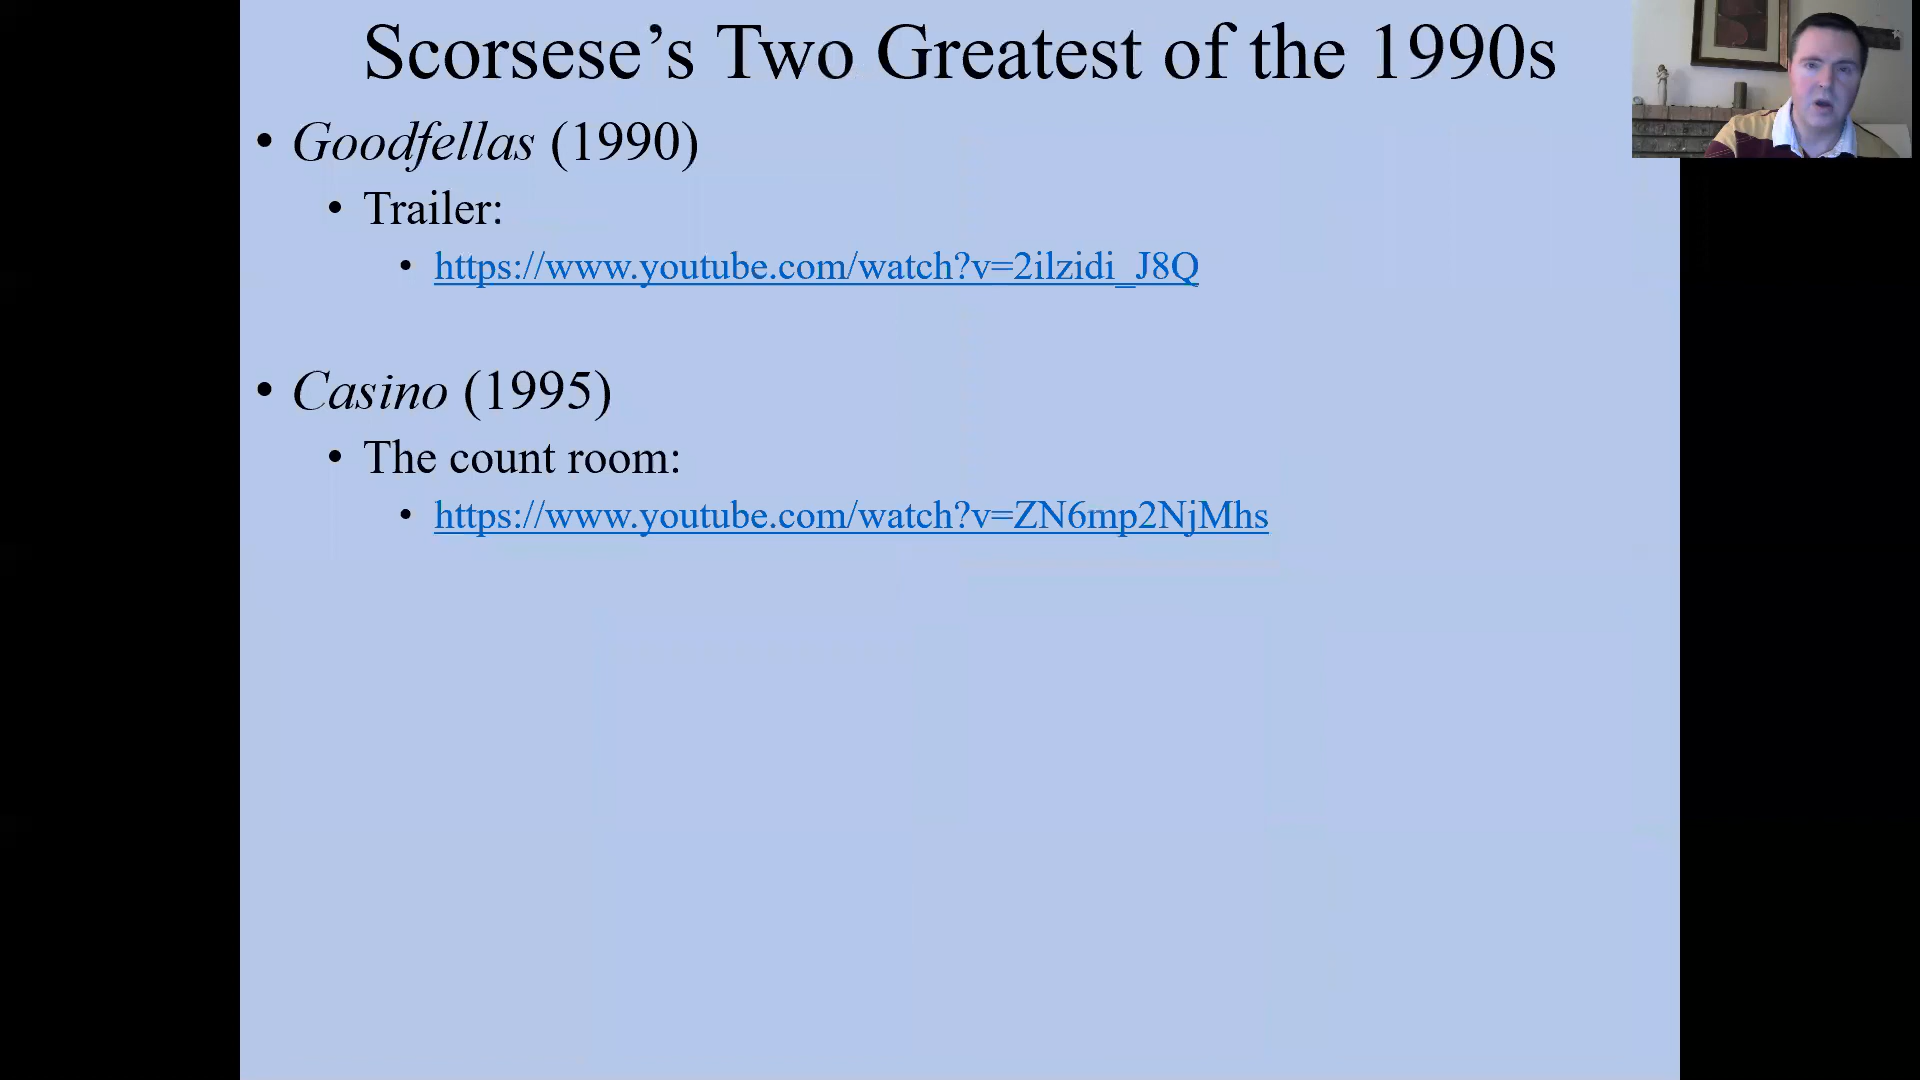 Scorsese’s Two Greatest of the 1990s
• Goodfellas (1990)
• Trailer:
• https://www.youtube.com/watch?v=2ilzidi_J8Q
• Casino (1995)
• The count room:
• https://www.youtube.com/watch?v=ZN6mp2NjMhs